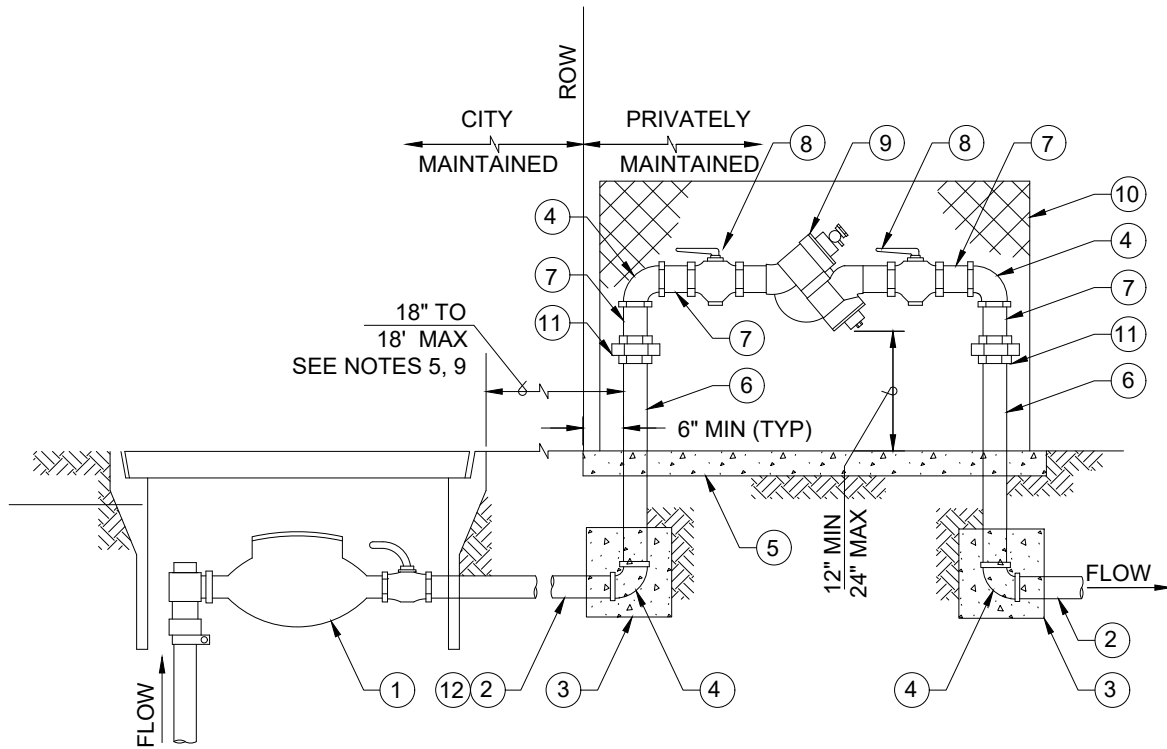 ROW
CITY
MAINTAINED
PRIVATELY
MAINTAINED
8
9
8
7
10
4
4
7
7
18" TO
18' MAX
SEE NOTES 5, 9
11
7
11
6
6
6" MIN (TYP)
5
12" MIN
24" MAX
FLOW
FLOW
1
12
2
3
4
4
2
3